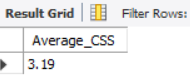 Result Grid Filter Rows:
Average_CSS
3.19